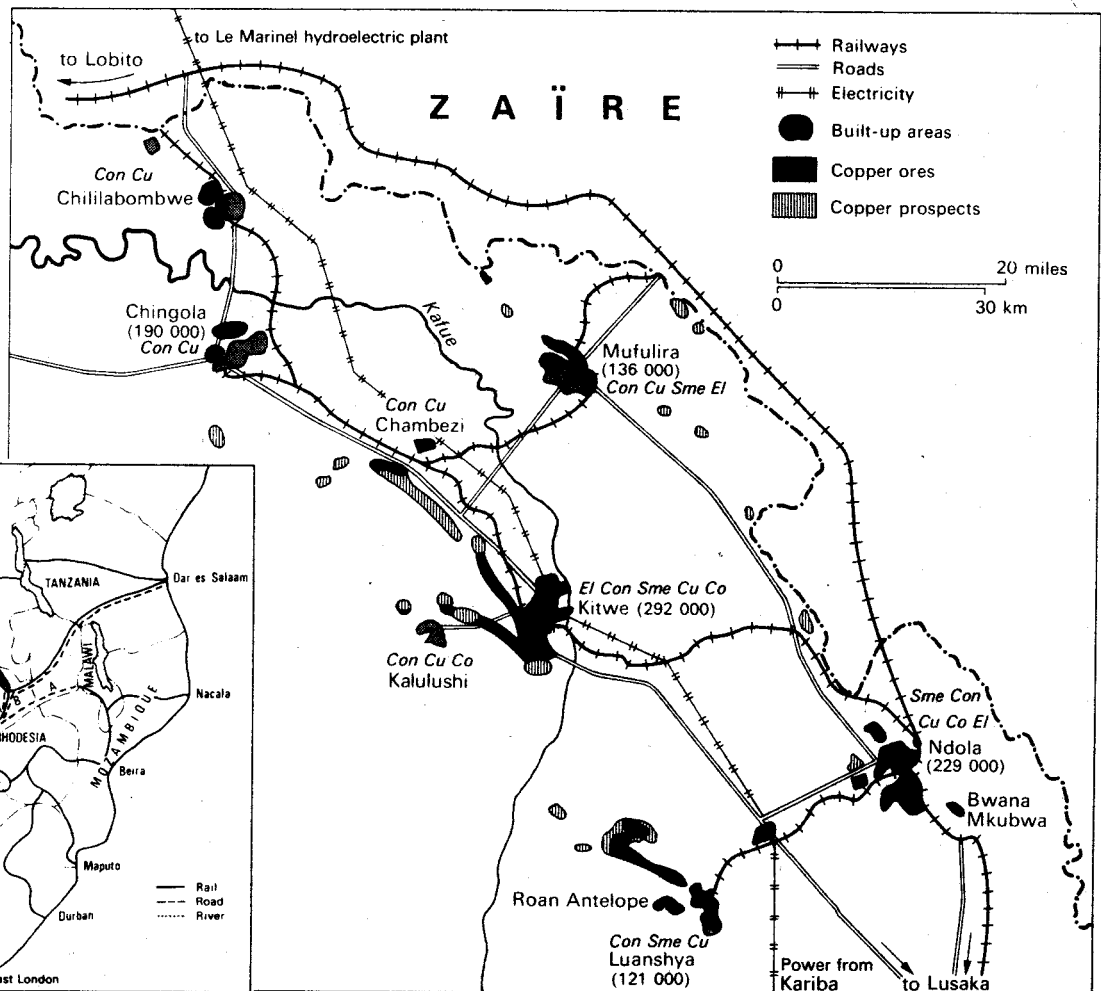 to Le Marinel hydroelectric plant
to Lobito
ZAÏRE
Railways
Roads
Electricity
Built-up areas
Copper ores
Copper prospects
0 20 miles
0 30 km
Con Cu
Chililabombwe
Kafue
Chingola
(190 000)
Con Cu
Mufulira
(136 000)
Con Cu Sme El
Con Cu
Chambezi
El Con Sme Cu Co
Kitwe (292 000)
Con Cu Co
Kalulushi
Sme Con
Cu Co El
Ndola
(229 000)
Bwana
Mkubwa
Roan Antelope
Con Sme Cu
Luanshya
(121 000)
Power from
Kariba
to Lusaka
TANZANIA
Dar es Salaam
MALAWI
B I A
Nacala
HODESIA
MOZAMBIQUE
Beira
Maputo
Durban
Rail
Road
River
ast London